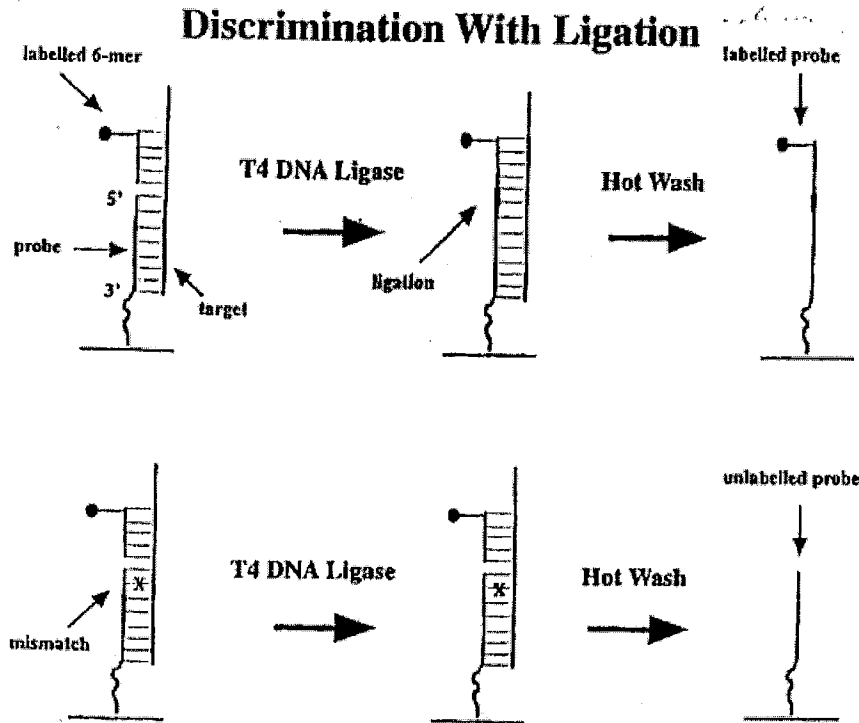 Discrimination With Ligation
labelled 6-mer
labelled probe
T4 DNA Ligase
Hot Wash
5'
probe
3'
target
ligation
unlabelled probe
T4 DNA Ligase
Hot Wash
X
X
mismatch